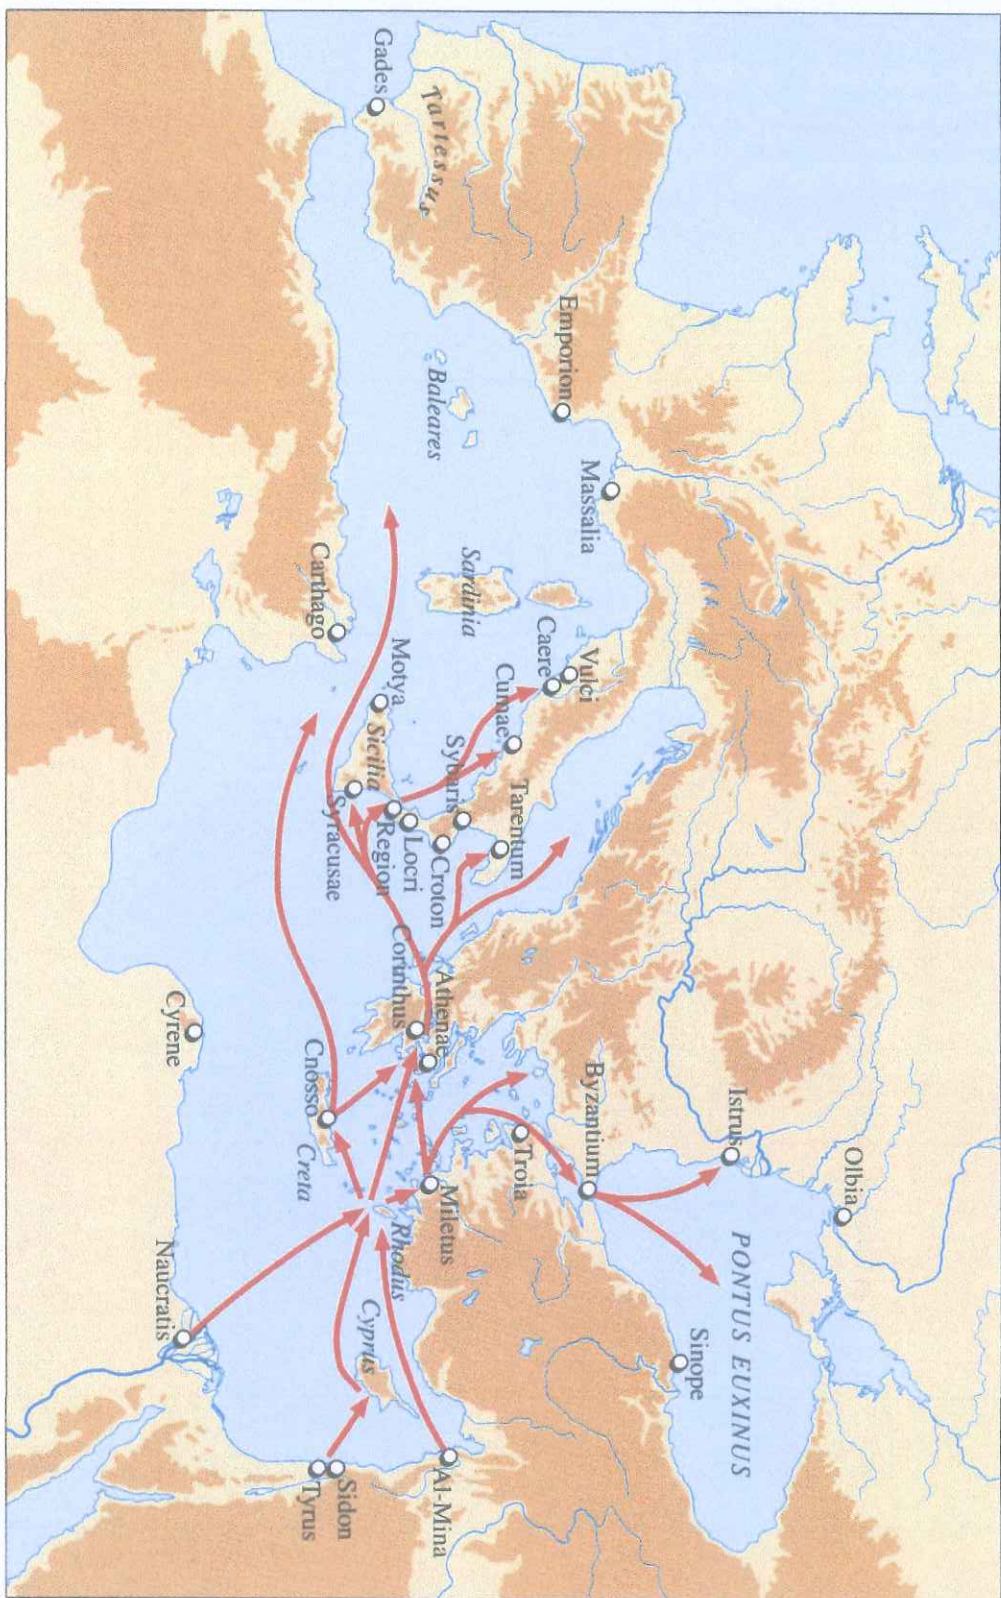 Gades
Tartessus
Emporion
Massalia
Baleares
Sardinia
Carthago
Motya
Sicilia
Syracusae
Region
Locri
Croton
Sybaris
Tarentum
Cumae
Caere
Vulci
Corinthus
Athenae
Cyrene
Cnosso
Creta
Rhodus
Miletus
Troia
Byzantium
Istrus
Olbia
PONTUS EUXINUS
Sinope
Naucratis
Cyprus
Al-Mina
Sidon
Tyrus